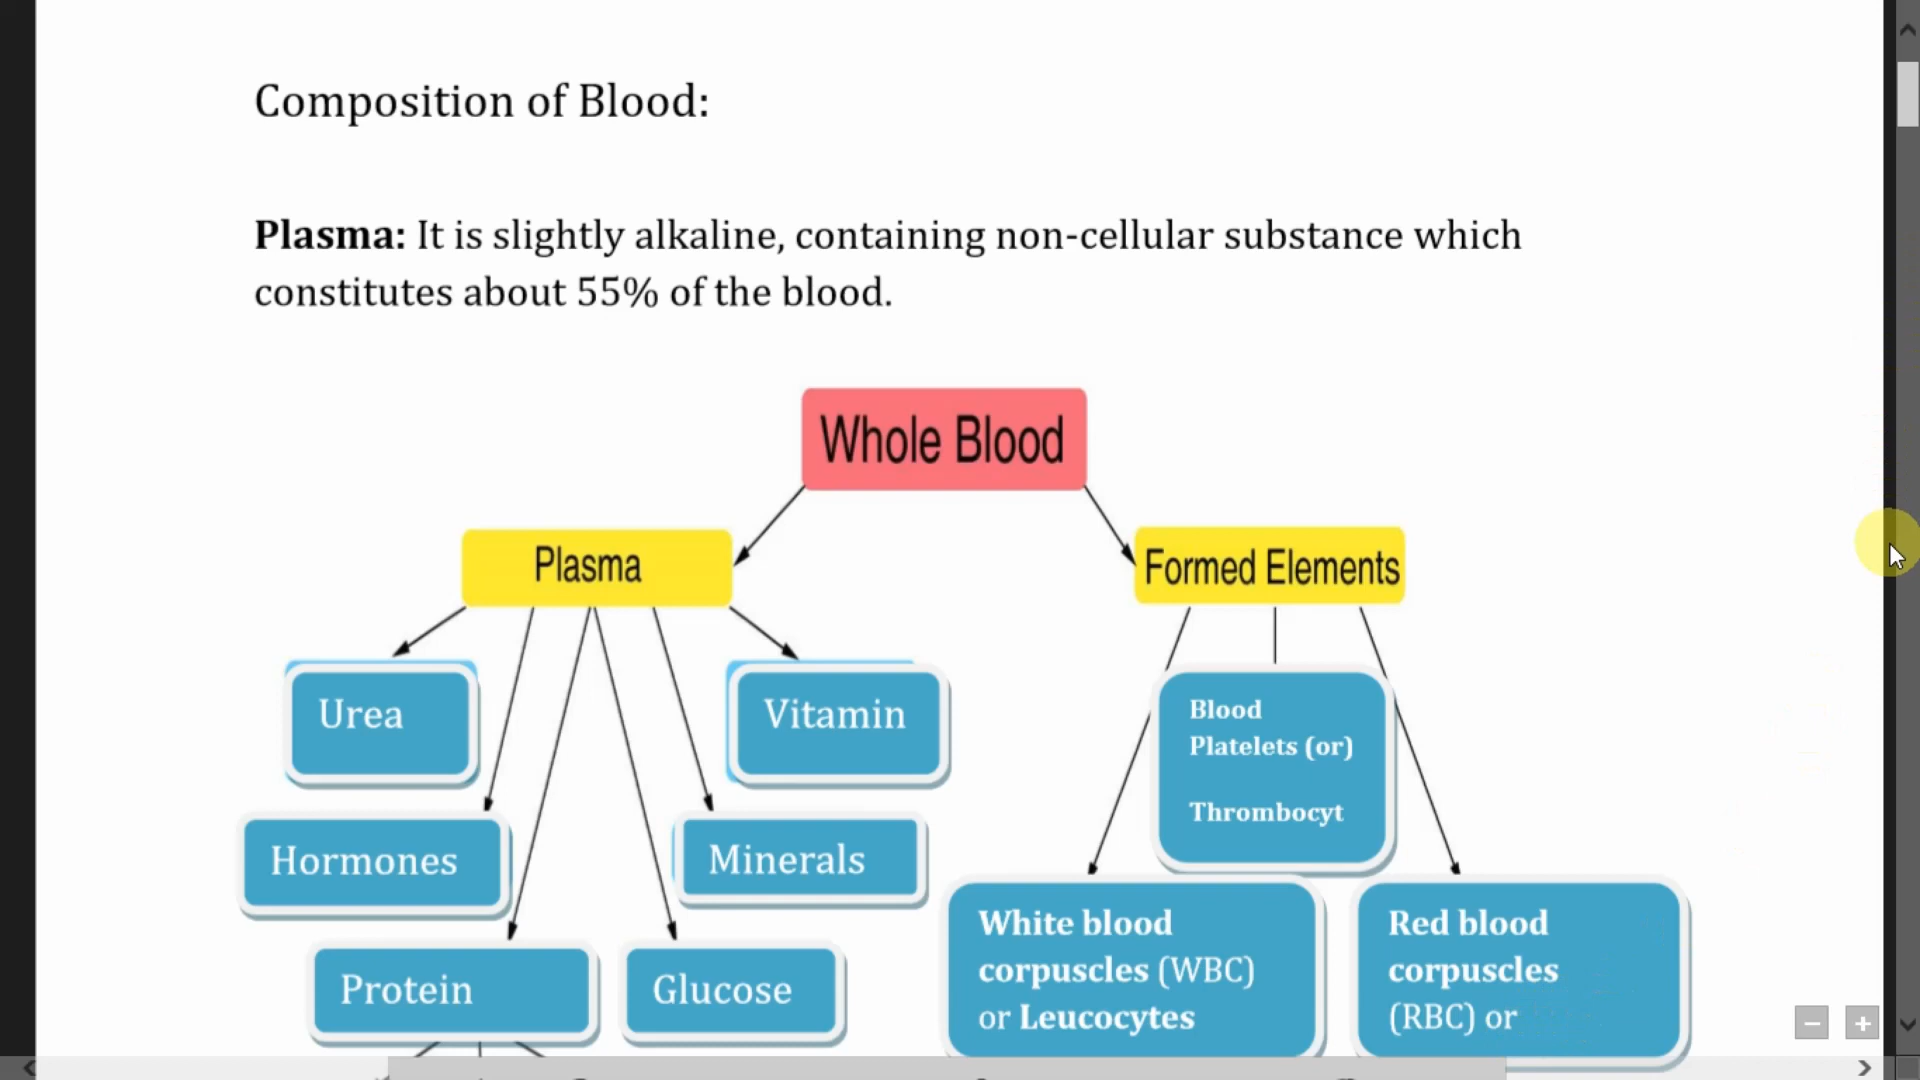 Composition of Blood:
Plasma: It is slightly alkaline, containing non-cellular substance which
constitutes about 55% of the blood.
Whole Blood
Plasma
Formed Elements
Urea
Vitamin
Blood
Platelets (or)
Thrombocyt
Hormones
Minerals
Protein
Glucose
White blood
corpuscles (WBC)
or Leucocytes
Red blood
corpuscles
(RBC) or